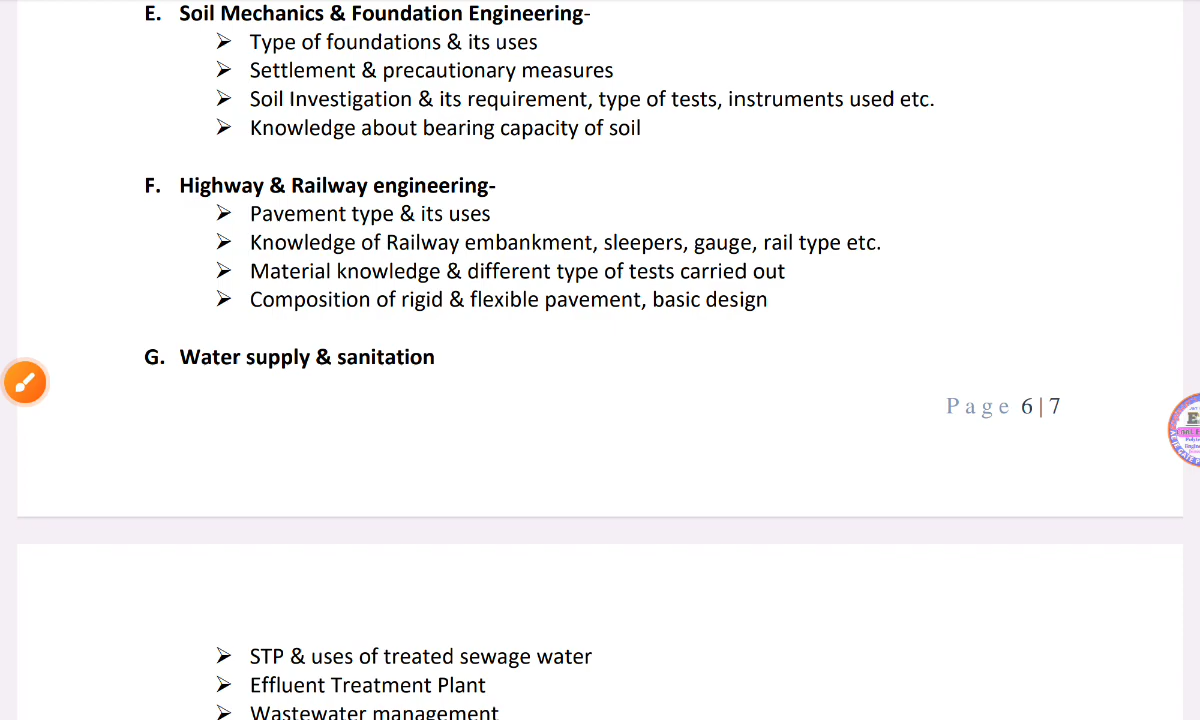 E. Soil Mechanics & Foundation Engineering-
➢ Type of foundations & its uses
➢ Settlement & precautionary measures
➢ Soil Investigation & its requirement, type of tests, instruments used etc.
➢ Knowledge about bearing capacity of soil
F. Highway & Railway engineering-
➢ Pavement type & its uses
➢ Knowledge of Railway embankment, sleepers, gauge, rail type etc.
➢ Material knowledge & different type of tests carried out
➢ Composition of rigid & flexible pavement, basic design
G. Water supply & sanitation
Page 6|7
➢ STP & uses of treated sewage water
➢ Effluent Treatment Plant
➢ Wastewater management